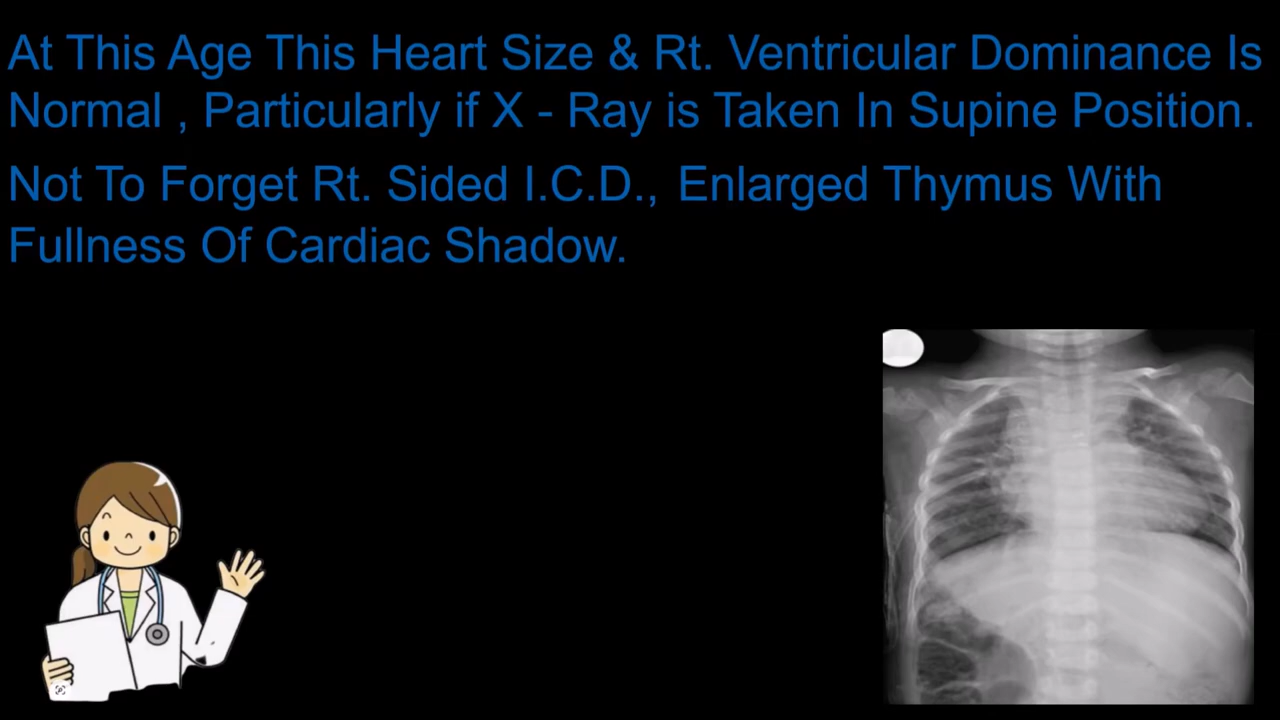 At This Age This Heart Size & Rt. Ventricular Dominance Is
Normal , Particularly if X - Ray is Taken In Supine Position.
Not To Forget Rt. Sided I.C.D., Enlarged Thymus With
Fullness Of Cardiac Shadow.